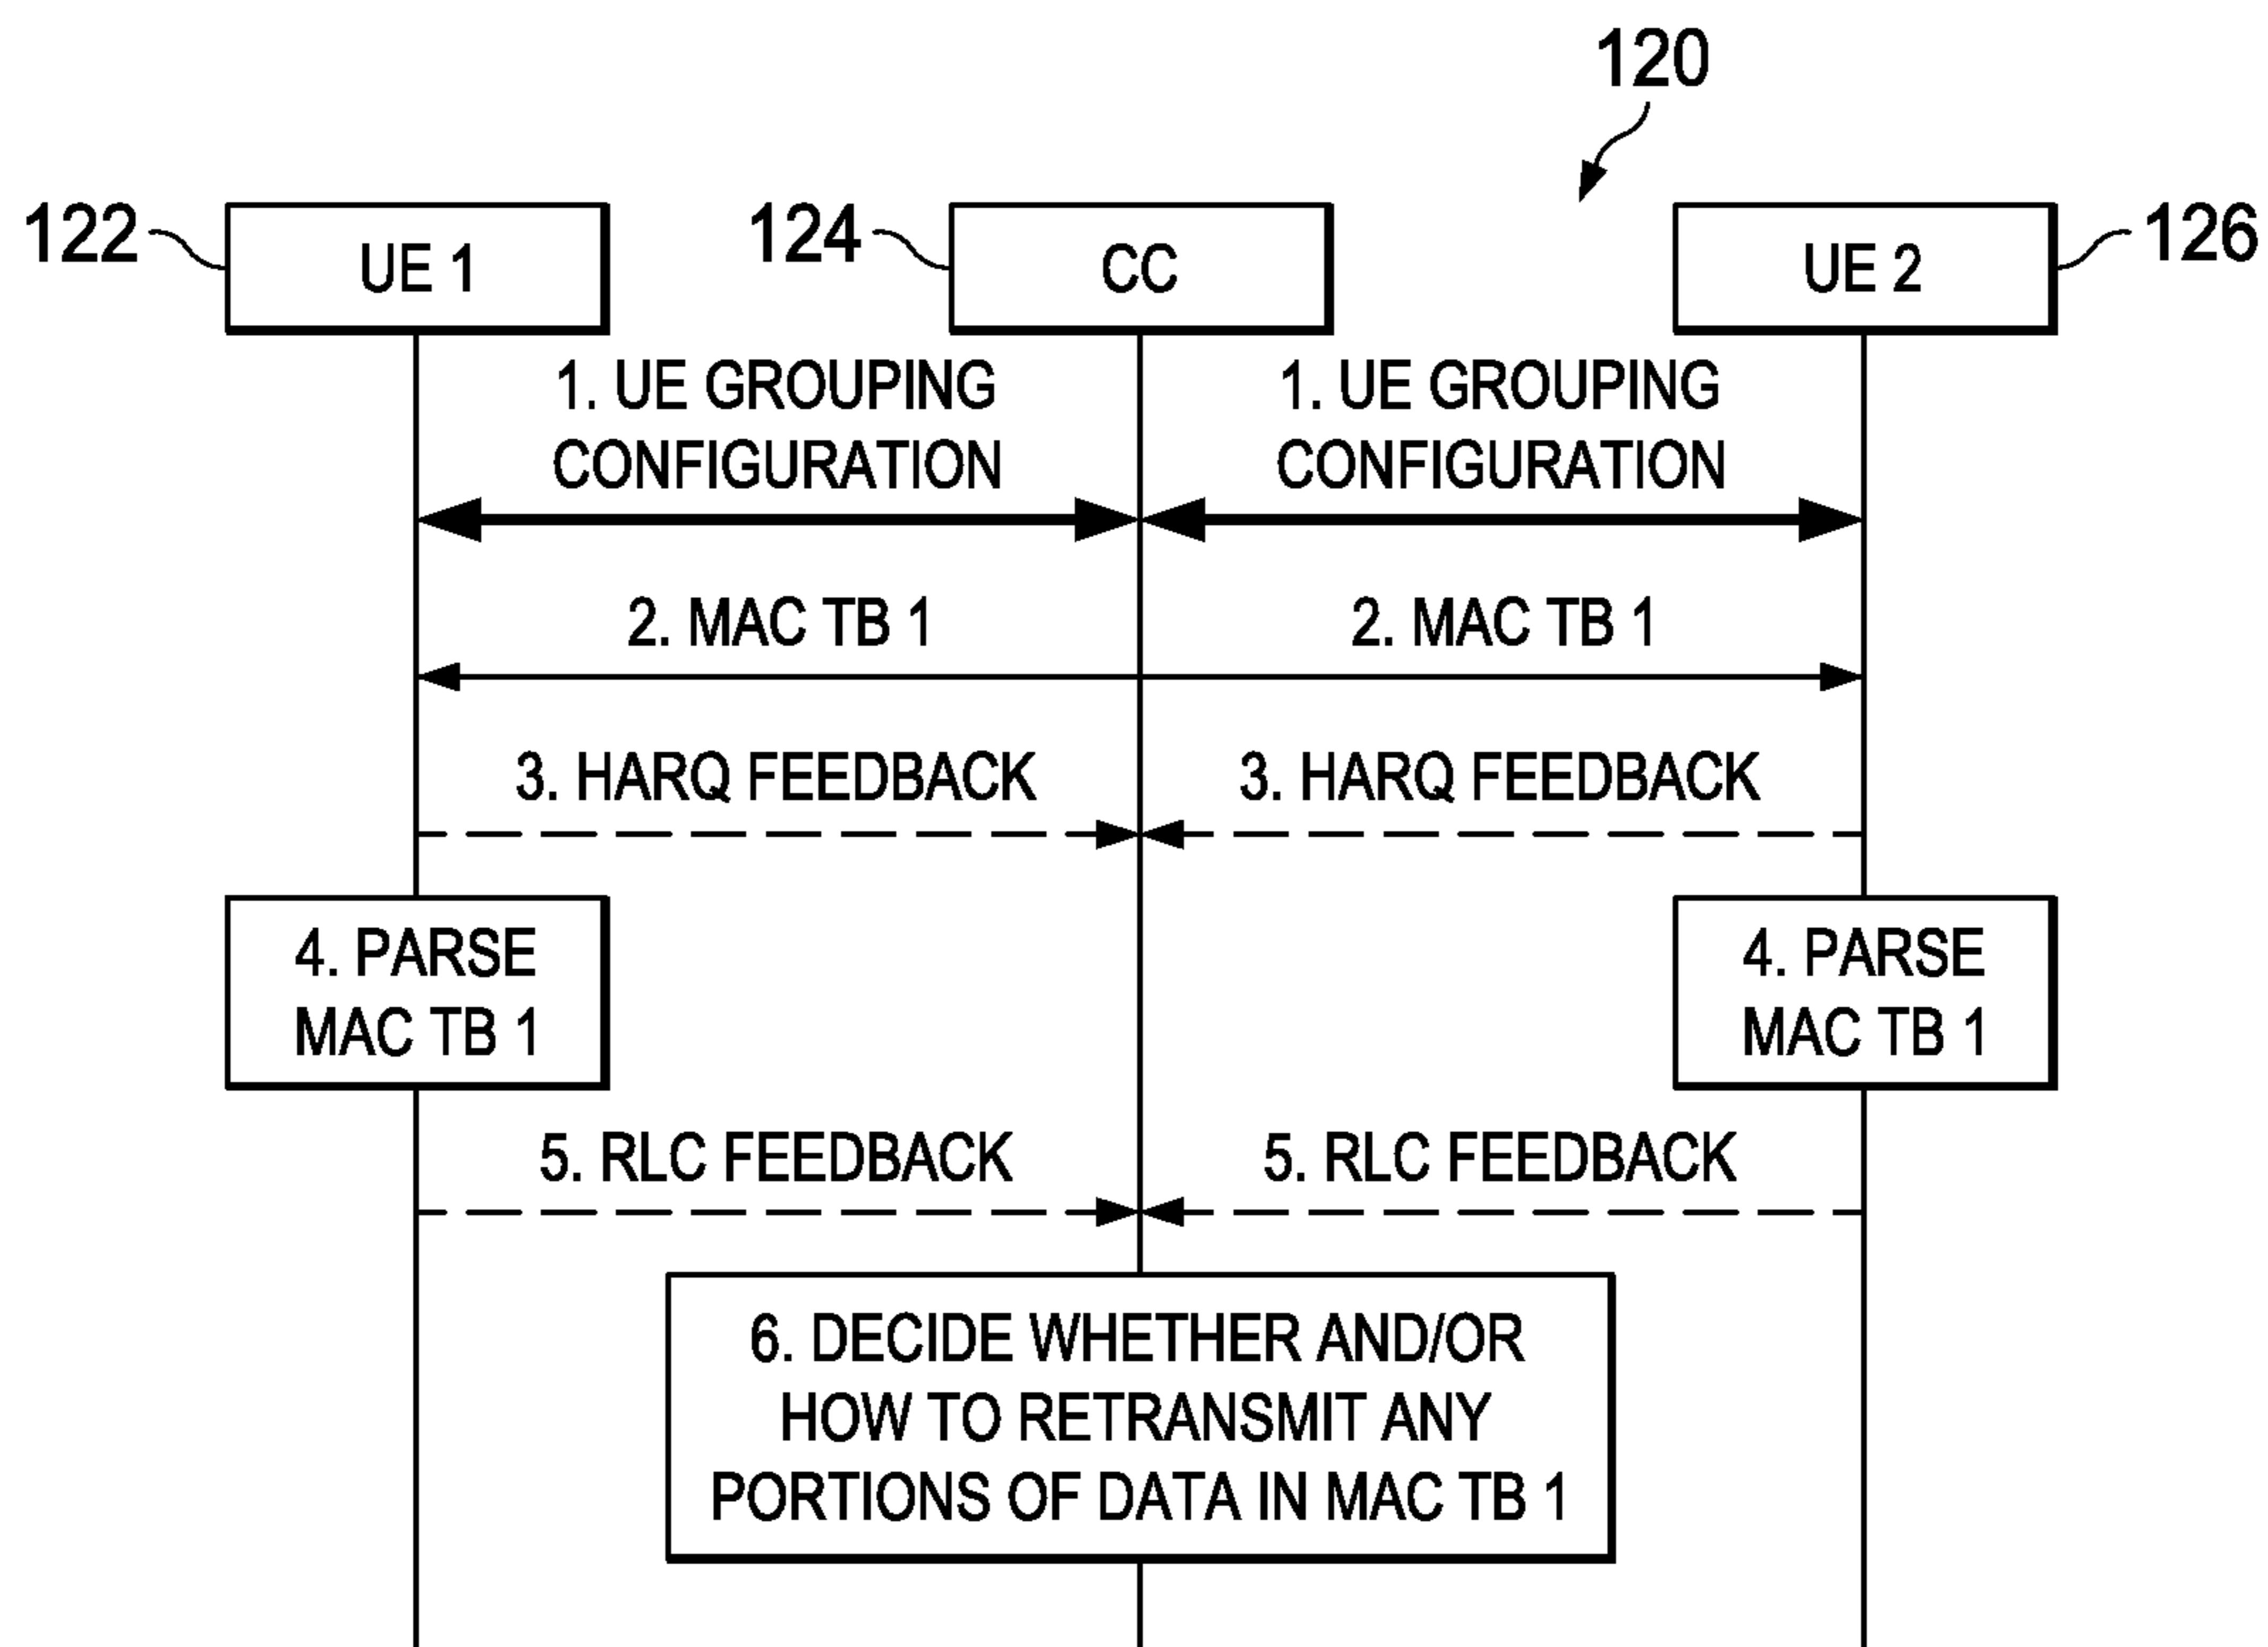 120
122
UE 1
124
CC
UE 2
126
1. UE GROUPING
CONFIGURATION
1. UE GROUPING
CONFIGURATION
2. MAC TB 1
2. MAC TB 1
3. HARQ FEEDBACK
3. HARQ FEEDBACK
4. PARSE
MAC TB 1
4. PARSE
MAC TB 1
5. RLC FEEDBACK
5. RLC FEEDBACK
6. DECIDE WHETHER AND/OR
HOW TO RETRANSMIT ANY
PORTIONS OF DATA IN MAC TB 1